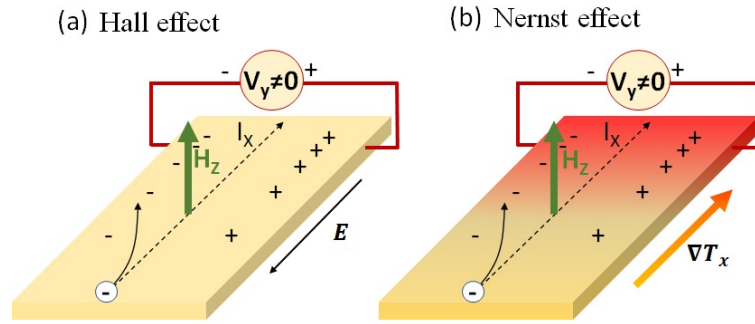 (a) Hall effect
- V_y≠0 +
I_X
H_Z
E
(b) Nernst effect
- V_y≠0 +
I_X
H_Z
∇T_x